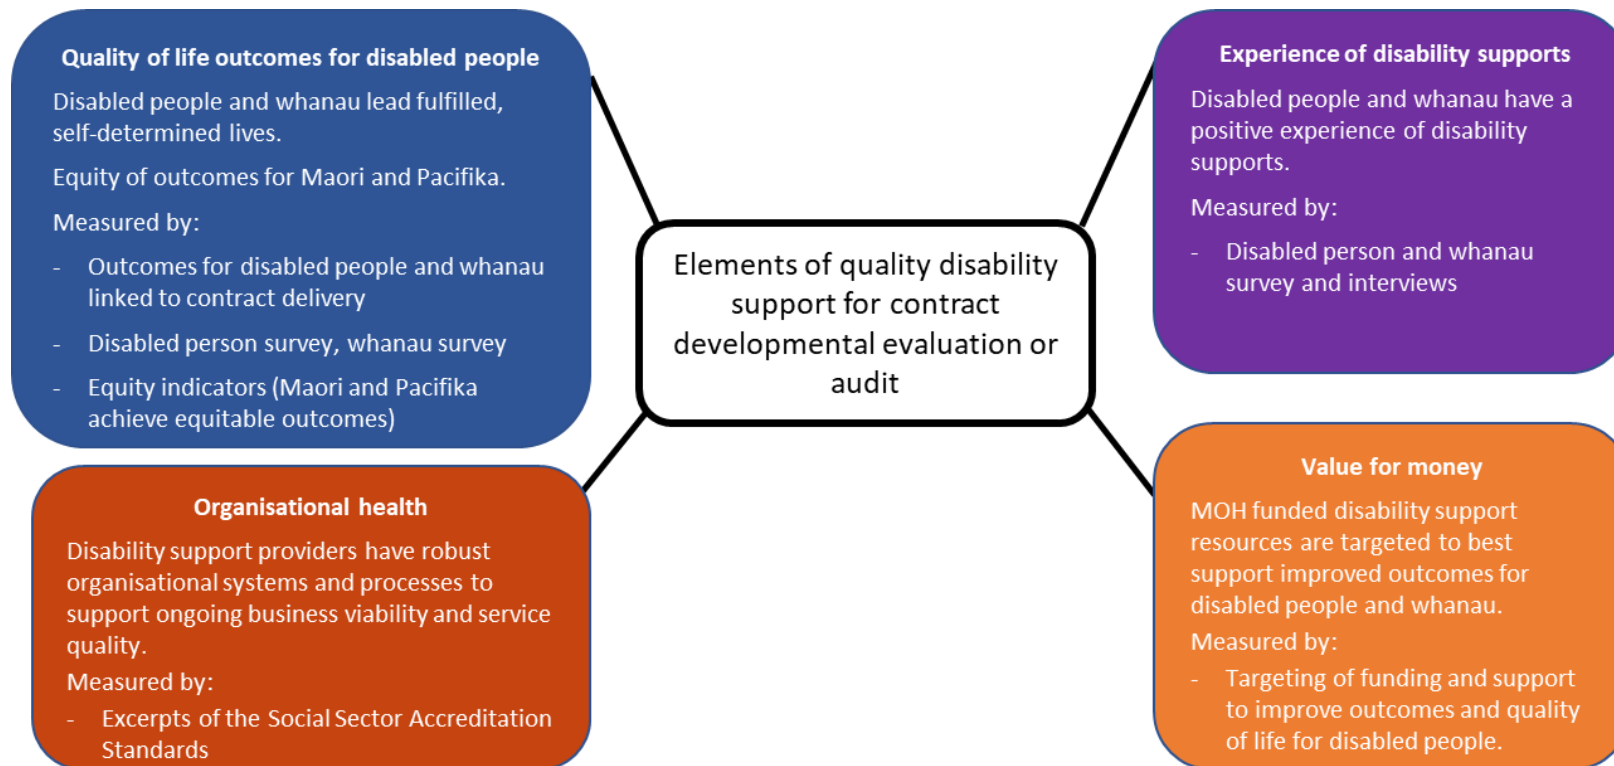 Quality of life outcomes for disabled people
Disabled people and whanau lead fulfilled,
self-determined lives.
Equity of outcomes for Maori and Pacifika.
Measured by:
- Outcomes for disabled people and whanau
linked to contract delivery
- Disabled person survey, whanau survey
- Equity indicators (Maori and Pacifika
achieve equitable outcomes)
Experience of disability supports
Disabled people and whanau have a
positive experience of disability
supports.
Measured by:
- Disabled person and whanau
survey and interviews
Elements of quality disability
support for contract
developmental evaluation or
audit
Organisational health
Disability support providers have robust
organisational systems and processes to
support ongoing business viability and service
quality.
Measured by:
- Excerpts of the Social Sector Accreditation
Standards
Value for money
MOH funded disability support
resources are targeted to best
support improved outcomes for
disabled people and whanau.
Measured by:
- Targeting of funding and support
to improve outcomes and quality
of life for disabled people.